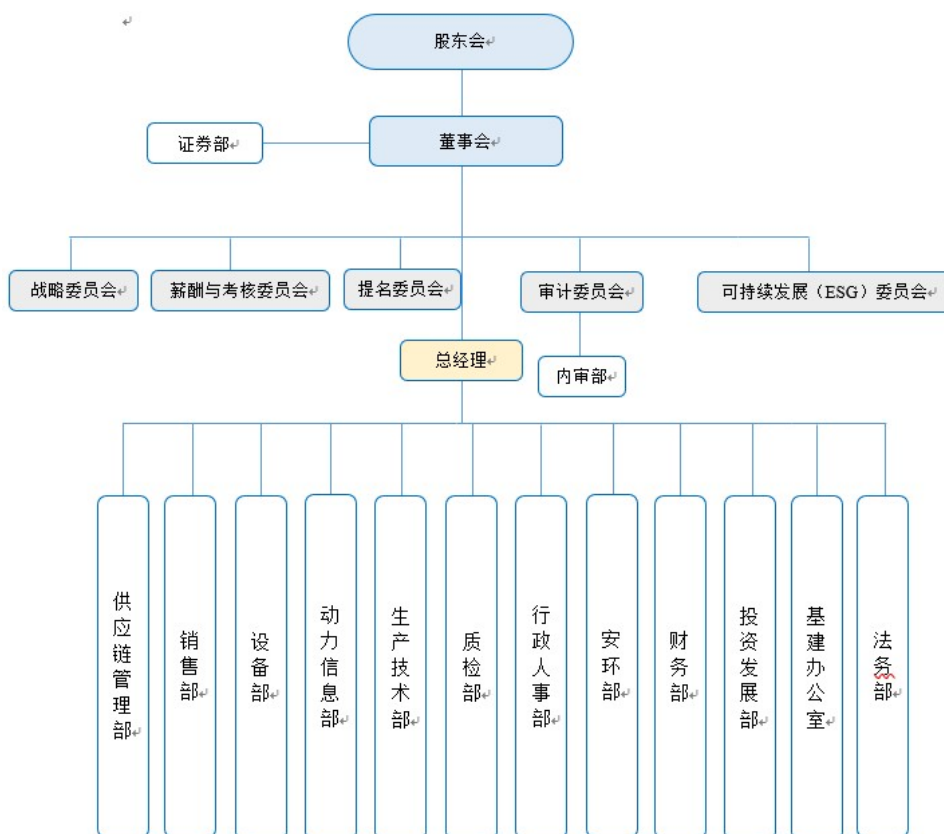 股东会
证券部
董事会
战略委员会
薪酬与考核委员会
提名委员会
审计委员会
可持续发展（ESG）委员会
总经理
内审部
供应链管理部
销售部
设备部
动力信息部
生产技术部
质检部
行政人事部
安环部
财务部
投资发展部
基建办公室
法务部